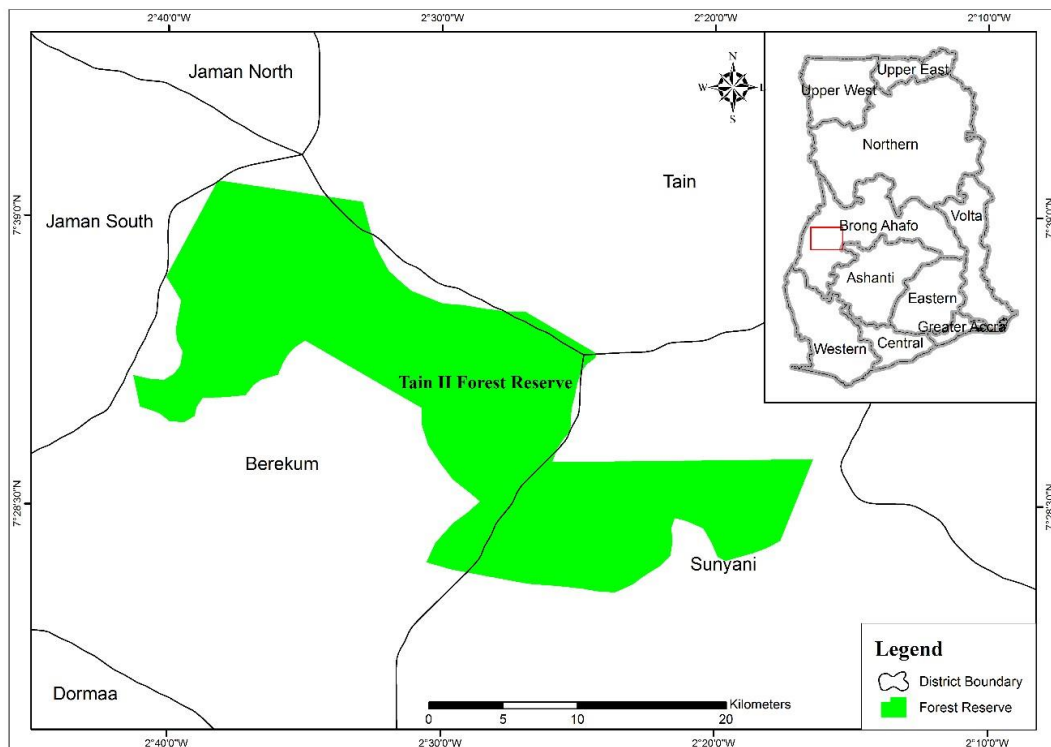 2°40'0"W
2°30'0"W
2°20'0"W
2°10'0"W
Jaman North
N
W
S
Upper East
Upper West
Northern
Tain
7°39'0"N
Jaman South
Volta
Brong Ahafo
Ashanti
Eastern
Greater Accra
Central
Western
Tain II Forest Reserve
Berekum
7°28'30"N
7°28'30"N
Sunyani
Legend
District Boundary
Forest Reserve
Dormaa
Kilometers
0
5
10
20
2°40'0"W
2°30'0"W
2°20'0"W
2°10'0"W